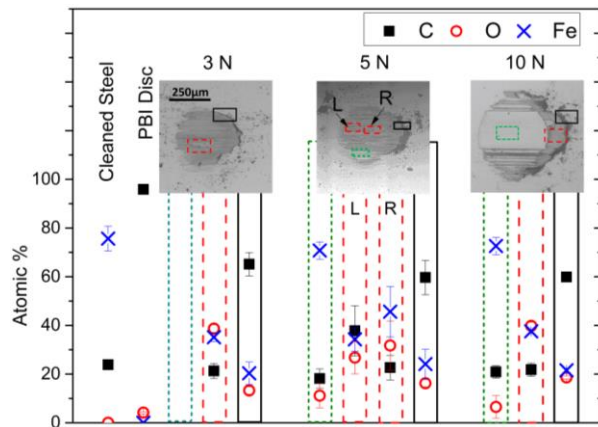 C O Fe
3 N 5 N 10 N
250µm
L R
Cleaned Steel
PBI Disc
L R
Atomic %
100
80
60
40
20
0